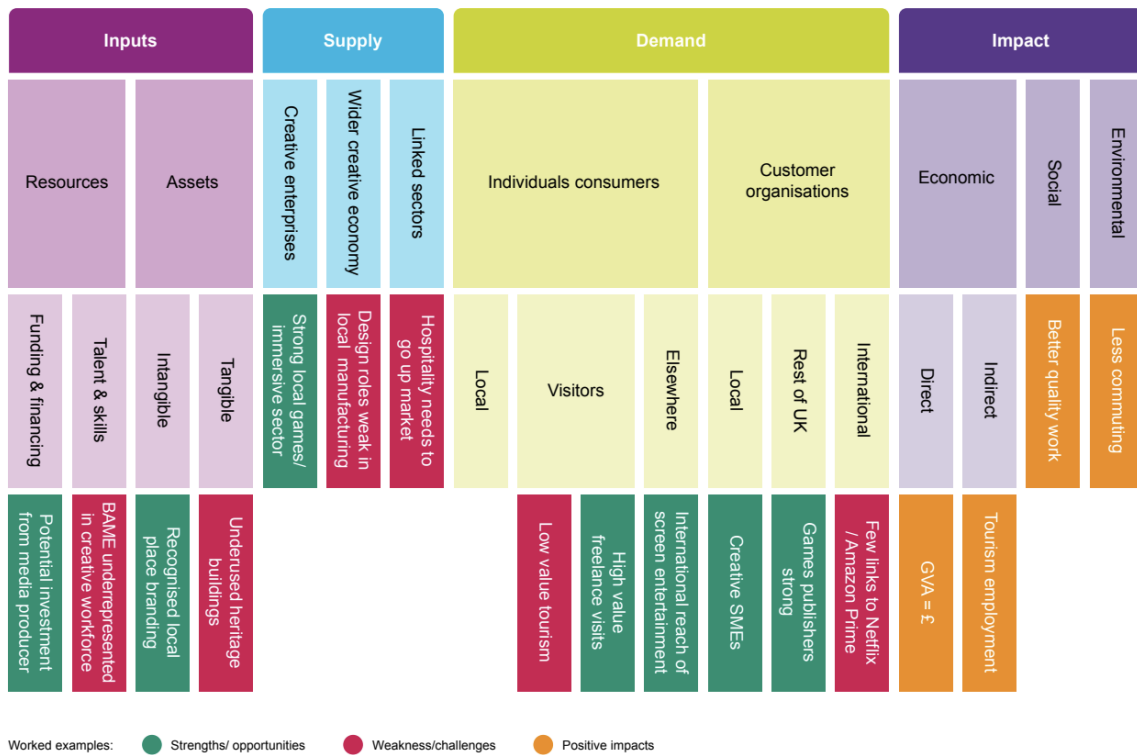 Inputs
Supply
Demand
Impact
Resources
Assets
Creative enterprises
Wider creative economy
Linked sectors
Individuals consumers
Customer
organisations
Economic
Social
Environmental
Funding & financing
Talent & skills
Intangible
Tangible
Strong local games/
immersive sector
Design roles weak in
local manufacturing
Hospitality needs to
go up market
Local
Visitors
Elsewhere
Local
Rest of UK
International
Direct
Indirect
Better quality work
Less commuting
Potential investment
from media producer
BAME underrepresented
in creative workforce
Recognised local
place branding
Underused heritage
buildings
Low value tourism
High value
freelance visits
International reach of
screen entertainment
Creative SMEs
Games publishers
strong
Few links to Netflix
/ Amazon Prime
GVA = £
Tourism employment
Worked examples:
Strengths/ opportunities
Weakness/challenges
Positive impacts